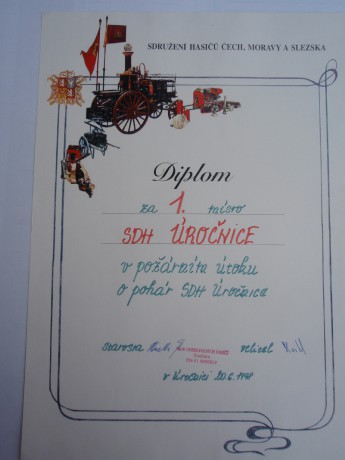 SDRUŽENÍ HASIČŮ ČECH, MORAVY A SLEZSKA
Diplom
za 1. místo
SDH ÚROČNICE
v požárním útoku
o pohár SDH Úročnice
starosta velitel
v Úročnici 20.6.1998